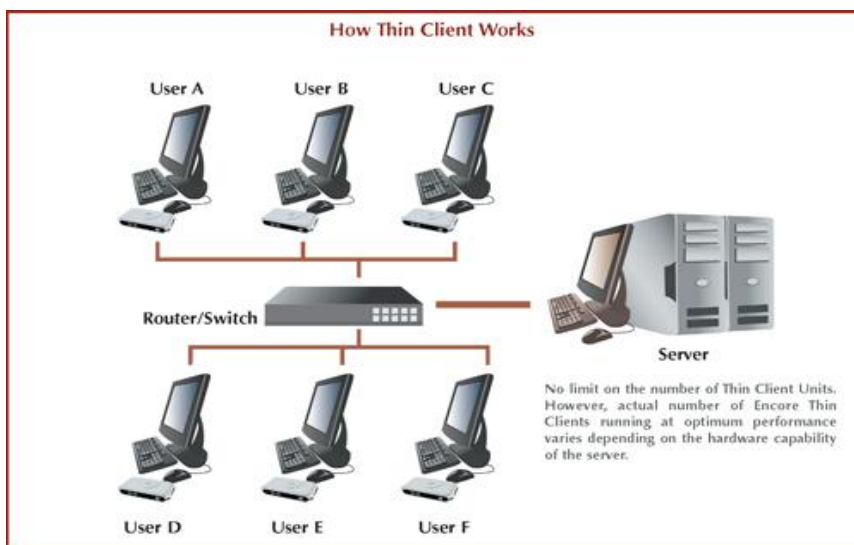 How Thin Client Works
User A
User B
User C
Router/Switch
Server
No limit on the number of Thin Client Units.
However, actual number of Encore Thin
Clients running at optimum performance
varies depending on the hardware capability
of the server.
User D
User E
User F